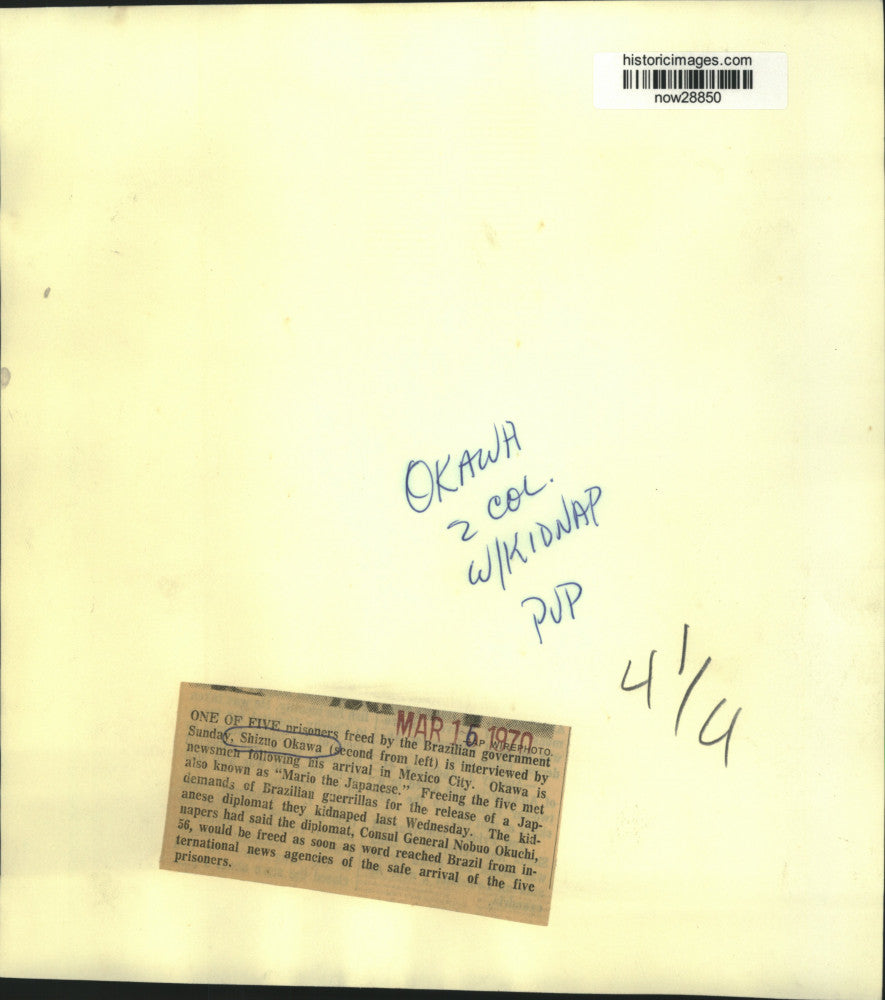 historicimages.com
now28850
OKAWA
2 COL.
W/KIDNAP
PJP
4 1/4
MAR 15 1970
AP WIREPHOTO.
ONE OF FIVE prisoners freed by the Brazilian government
Sunday, Shizuo Okawa (second from left) is interviewed by
newsmen following his arrival in Mexico City. Okawa is
also known as "Mario the Japanese." Freeing the five met
demands of Brazilian guerrillas for the release of a Jap-
anese diplomat they kidnaped last Wednesday. The kid-
napers had said the diplomat, Consul General Nobuo Okuchi,
56, would be freed as soon as word reached Brazil from in-
ternational news agencies of the safe arrival of the five
prisoners.